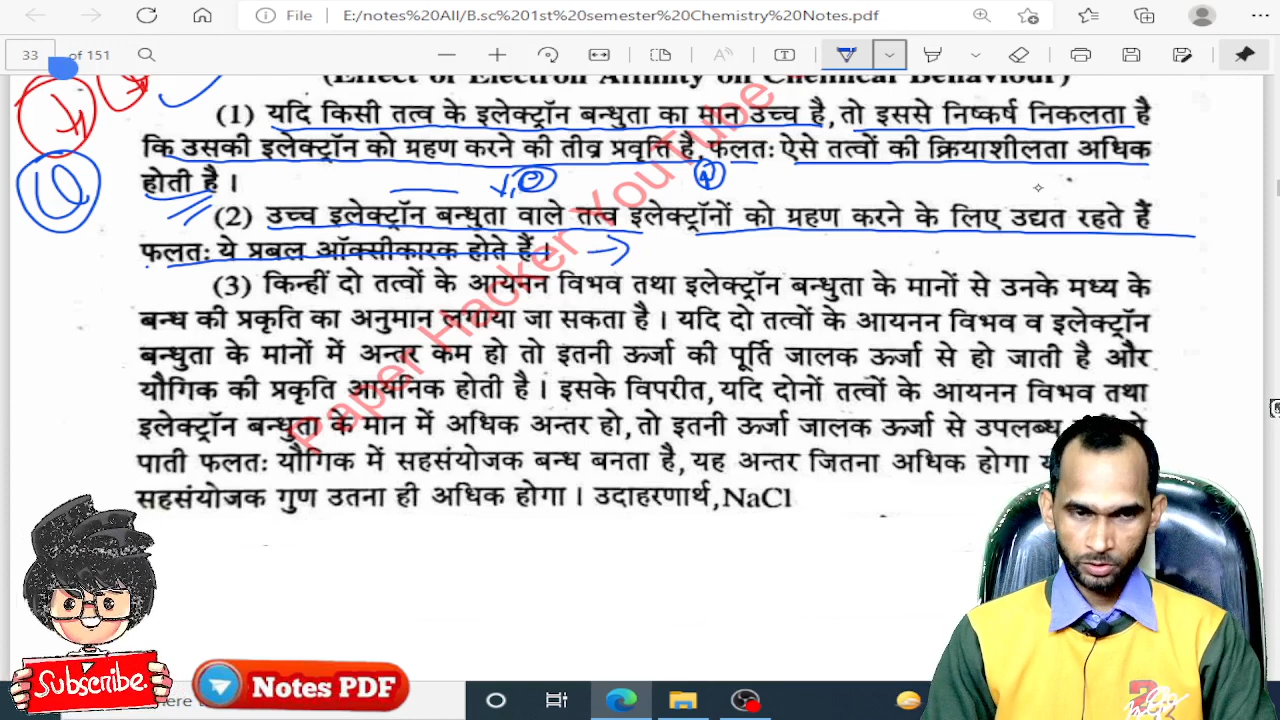 File E:/notes%20All/B.sc%201st%20semester%20Chemistry%20Notes.pdf
33 of 151
(Effect of Electron Affinity on Chemical Behaviour)
(1) यदि किसी तत्व के इलेक्ट्रॉन बन्धुता का मान उच्च है, तो इससे निष्कर्ष निकलता है
कि उसकी इलेक्ट्रॉन को ग्रहण करने की तीव्र प्रवृत्ति है, फलतः ऐसे तत्वों की क्रियाशीलता अधिक
होती है ।
(2) उच्च इलेक्ट्रॉन बन्धुता वाले तत्व इलेक्ट्रॉनों को ग्रहण करने के लिए उद्यत रहते हैं
फलतः ये प्रबल ऑक्सीकारक होते हैं ।
(3) किन्हीं दो तत्वों के आयनन विभव तथा इलेक्ट्रॉन बन्धुता के मानों से उनके मध्य के
बन्ध की प्रकृति का अनुमान लगाया जा सकता है । यदि दो तत्वों के आयनन विभव व इलेक्ट्रॉन
बन्धुता के मानों में अन्तर कम हो तो इतनी ऊर्जा की पूर्ति जालक ऊर्जा से हो जाती है और
यौगिक की प्रकृति आयनिक होती है । इसके विपरीत, यदि दोनों तत्वों के आयनन विभव तथा
इलेक्ट्रॉन बन्धुता के मान में अधिक अन्तर हो, तो इतनी ऊर्जा जालक ऊर्जा से उपलब्ध
पाती फलतः यौगिक में सहसंयोजक बन्ध बनता है, यह अन्तर जितना अधिक होगा
सहसंयोजक गुण उतना ही अधिक होगा । उदाहरणार्थ, NaCl
Paper Hacker YouTube
Subscribe.
Notes PDF